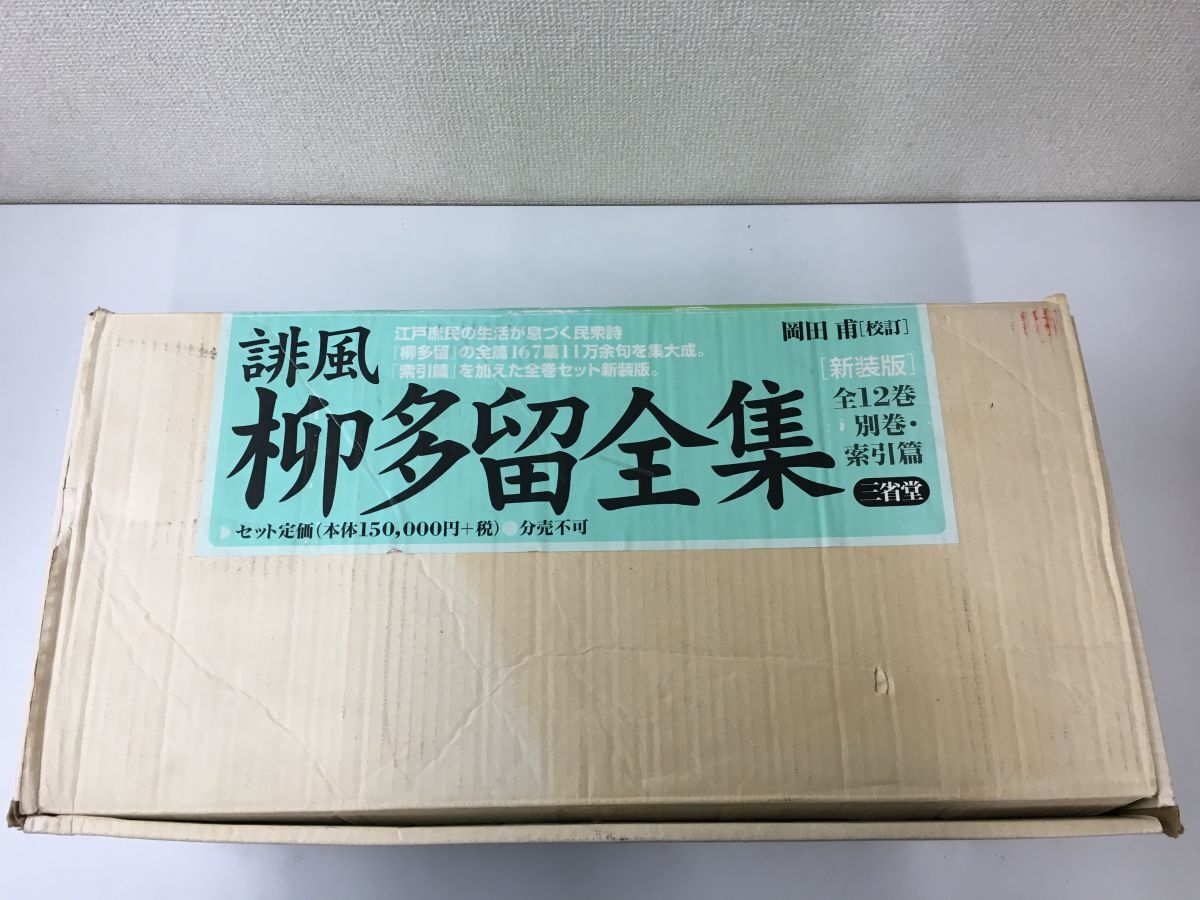 誹風
柳多留全集
江戸庶民の生活が息づく民衆詩
「柳多留」の全篇167篇11万余句を集大成。
「索引篇」を加えた全巻セット新装版。
岡田 甫[校訂]
[新装版]
全12巻
別巻・
索引篇
三省堂
▶セット定価(本体150,000円+税)●分売不可